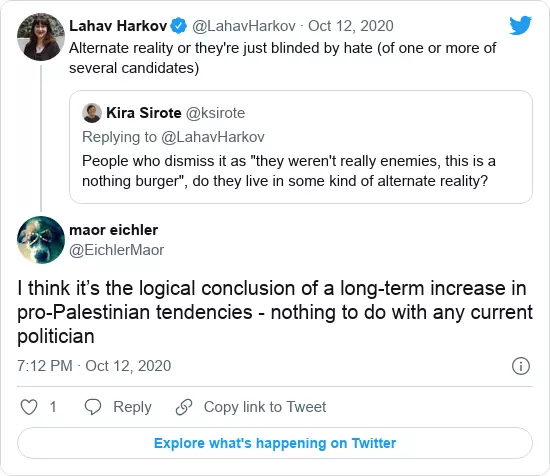 Lahav Harkov @LahavHarkov · Oct 12, 2020
Alternate reality or they're just blinded by hate (of one or more of
several candidates)
Kira Sirote @ksirote
Replying to @LahavHarkov
People who dismiss it as "they weren't really enemies, this is a
nothing burger", do they live in some kind of alternate reality?
maor eichler
@EichlerMaor
I think it’s the logical conclusion of a long-term increase in
pro-Palestinian tendencies - nothing to do with any current
politician
7:12 PM · Oct 12, 2020
1 Reply Copy link to Tweet
Explore what's happening on Twitter